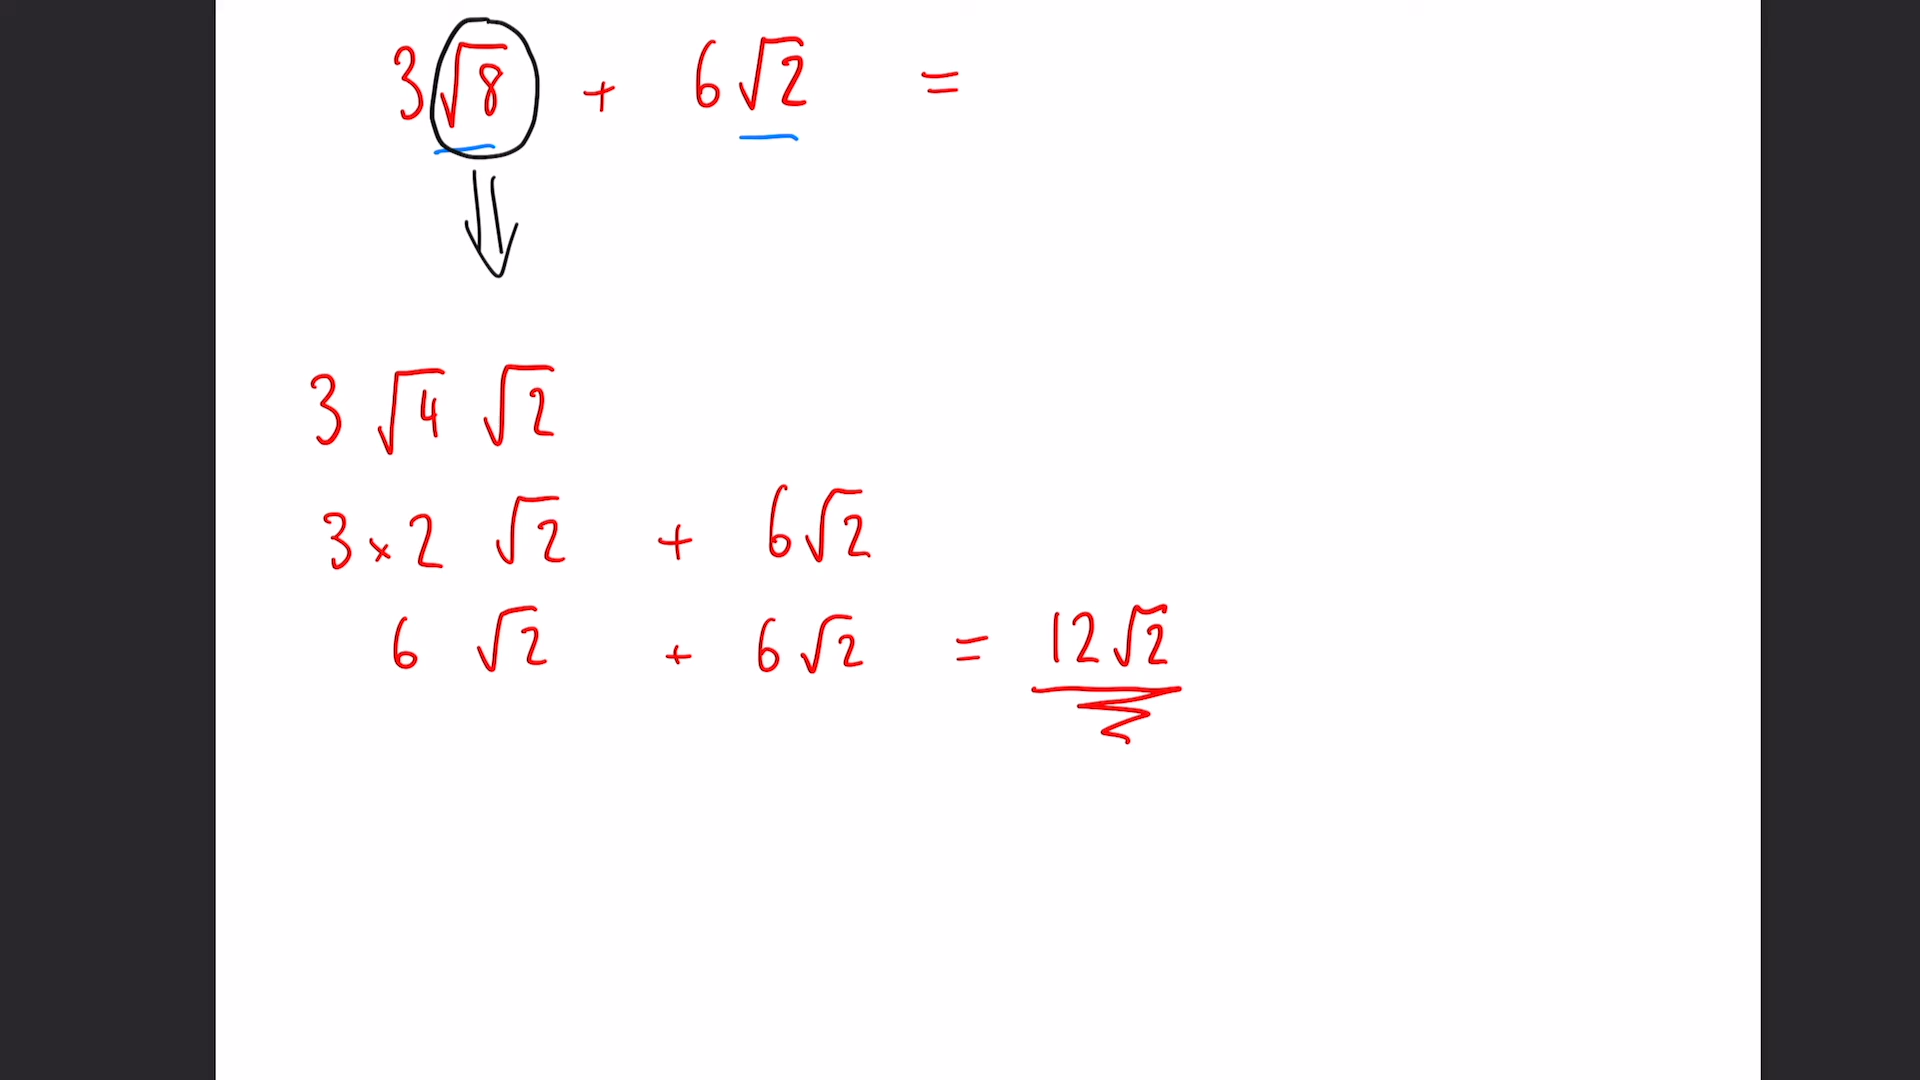 3√8 + 6√2 =
3 √4 √2
3 × 2 √2 + 6√2
6 √2 + 6√2 = 12√2